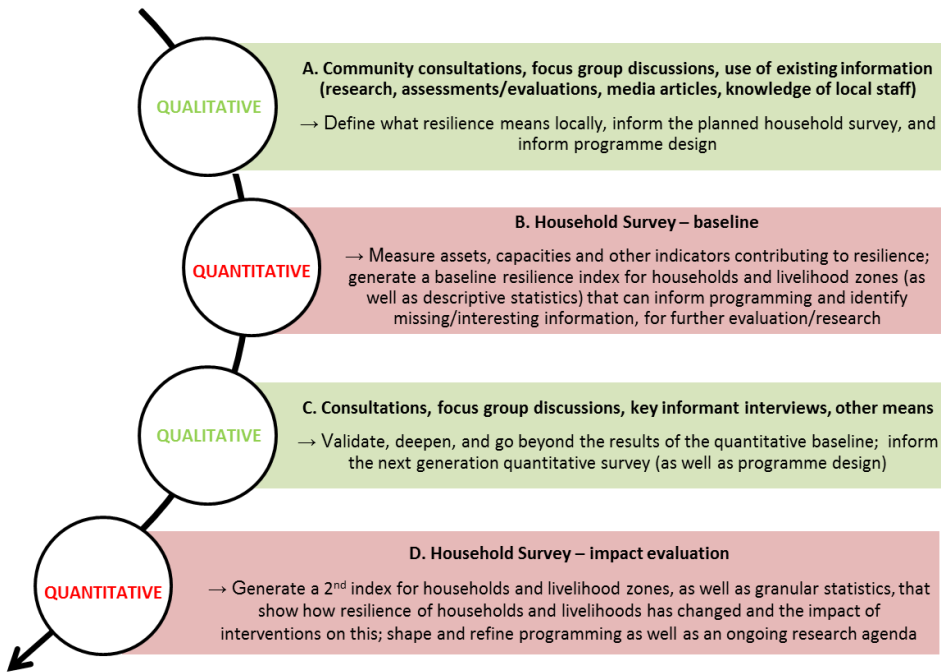 QUALITATIVE
A. Community consultations, focus group discussions, use of existing information
(research, assessments/evaluations, media articles, knowledge of local staff)
→ Define what resilience means locally, inform the planned household survey, and
inform programme design
QUANTITATIVE
B. Household Survey – baseline
→ Measure assets, capacities and other indicators contributing to resilience;
generate a baseline resilience index for households and livelihood zones (as
well as descriptive statistics) that can inform programming and identify
missing/interesting information, for further evaluation/research
QUALITATIVE
C. Consultations, focus group discussions, key informant interviews, other means
→ Validate, deepen, and go beyond the results of the quantitative baseline; inform
the next generation quantitative survey (as well as programme design)
QUANTITATIVE
D. Household Survey – impact evaluation
→ Generate a 2nd index for households and livelihood zones, as well as granular statistics, that
show how resilience of households and livelihoods has changed and the impact of
interventions on this; shape and refine programming as well as an ongoing research agenda